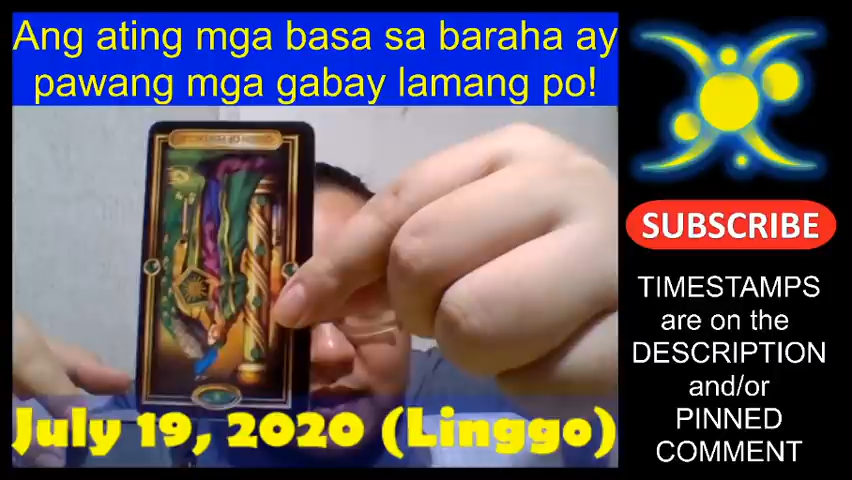 Ang ating mga basa sa baraha ay
pawang mga gabay lamang po!
July 19, 2020 (Linggo)
SUBSCRIBE
TIMESTAMPS
are on the
DESCRIPTION
and/or
PINNED
COMMENT